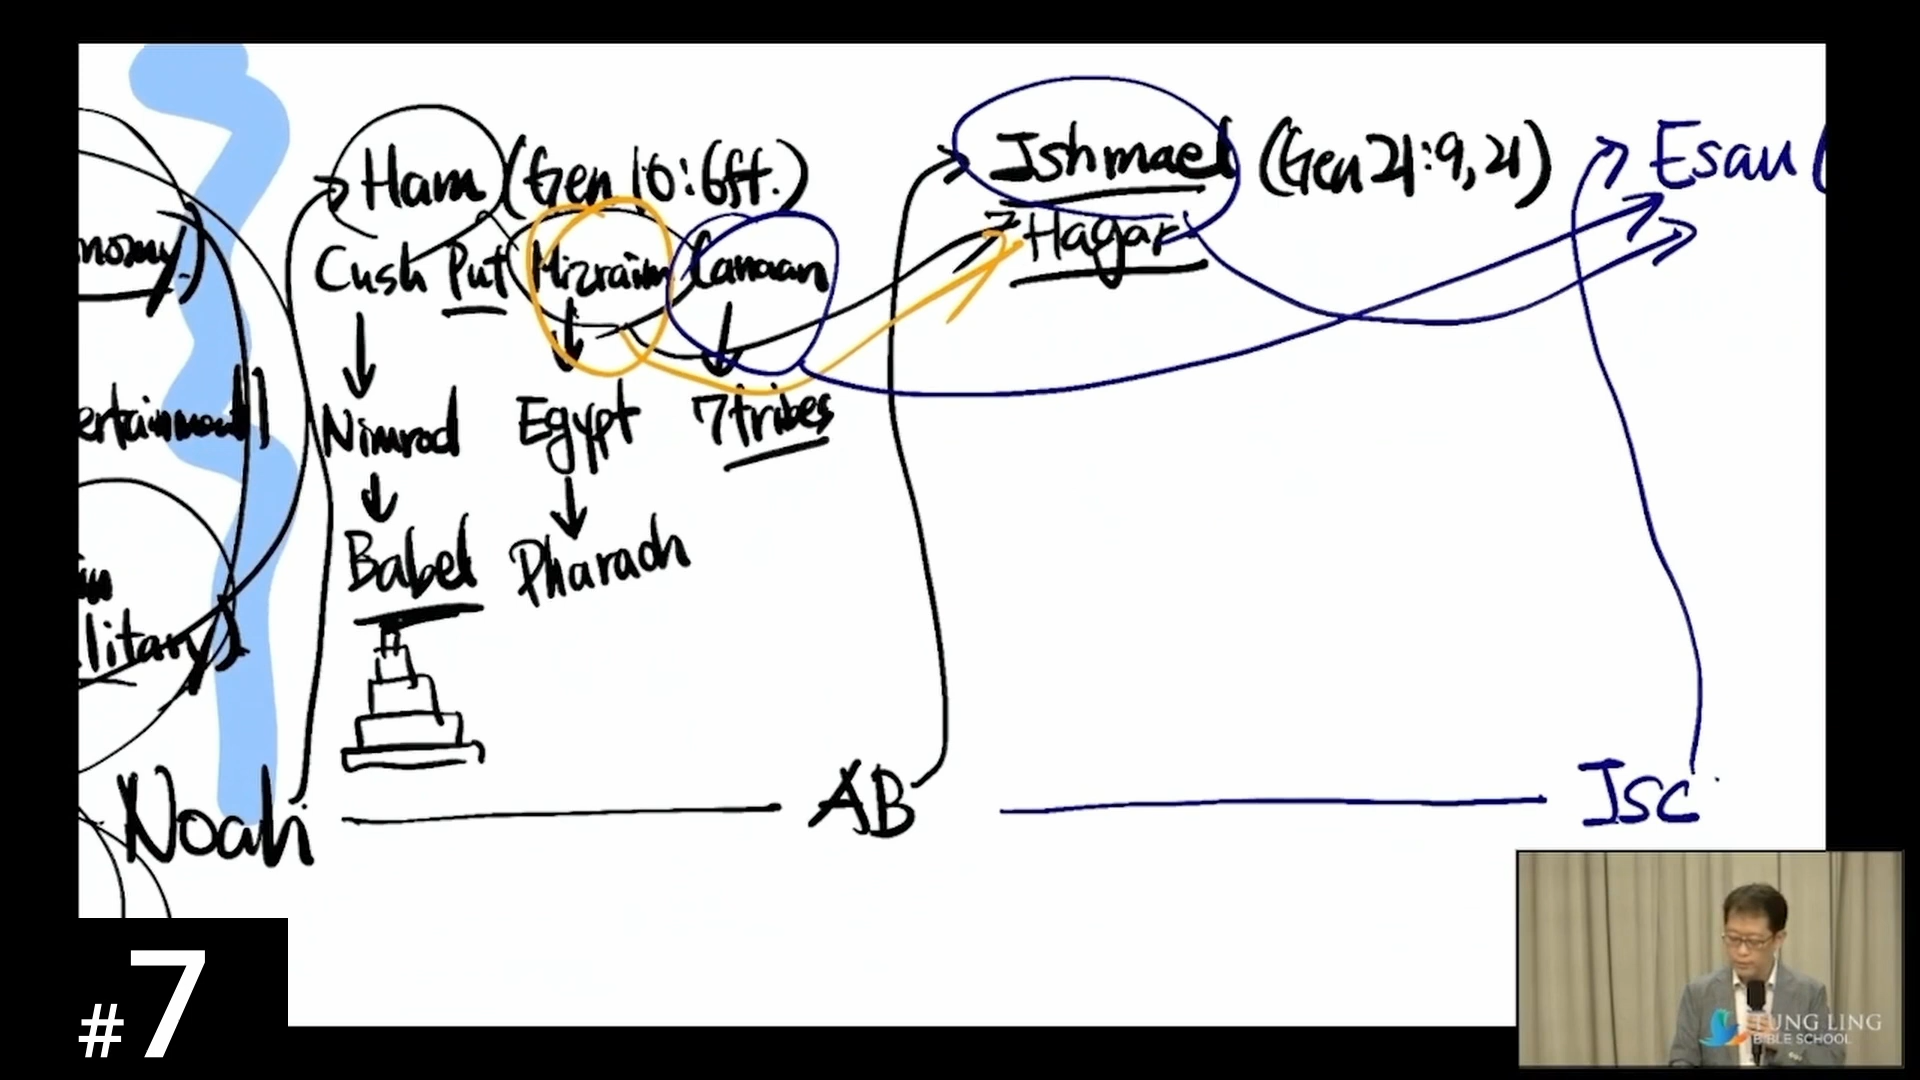 Ham (Gen 10:6ff.)
Ishmael (Gen 21:9,21)
Esau (
Hagar
Cush Put Mizraim Canaan
Nimrod
Egypt
7 tribes
Babel
Pharaoh
Noah
AB
Isc
#7
TUNG LING
BIBLE SCHOOL